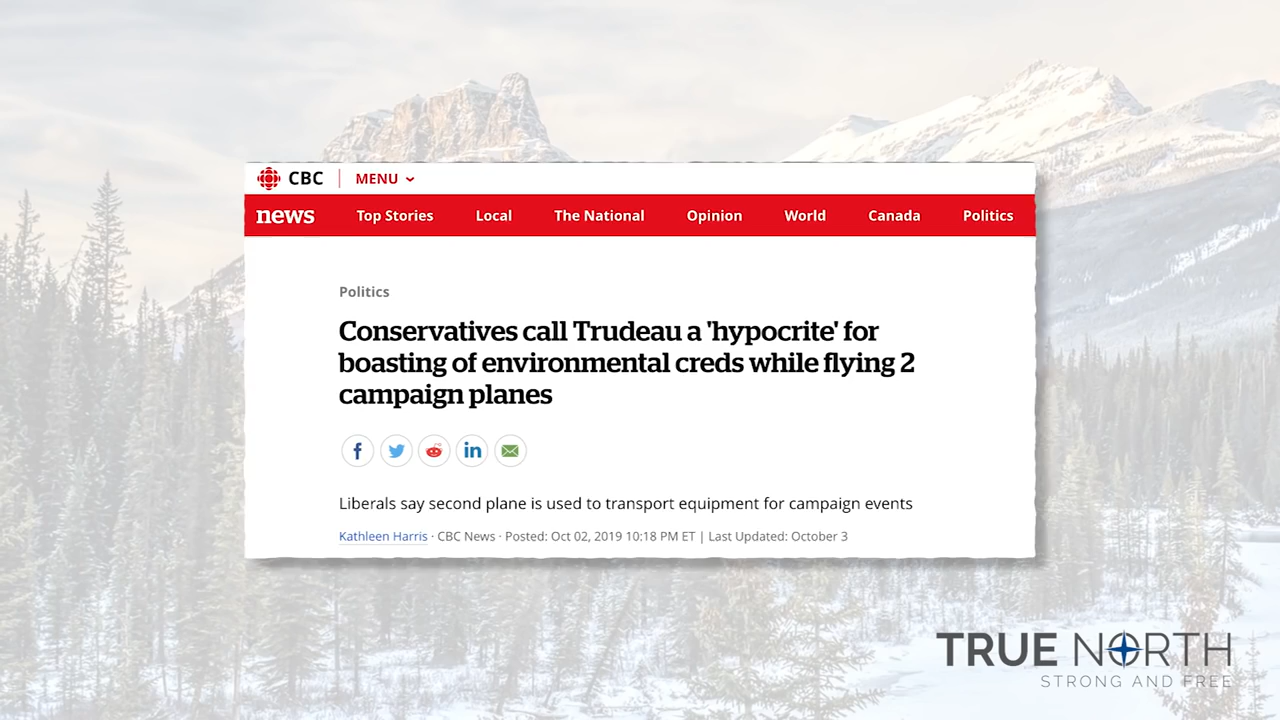 CBC MENU
news Top Stories Local The National Opinion World Canada Politics
Politics
Conservatives call Trudeau a 'hypocrite' for
boasting of environmental creds while flying 2
campaign planes
Liberals say second plane is used to transport equipment for campaign events
Kathleen Harris · CBC News · Posted: Oct 02, 2019 10:18 PM ET | Last Updated: October 3
TRUE NORTH
STRONG AND FREE